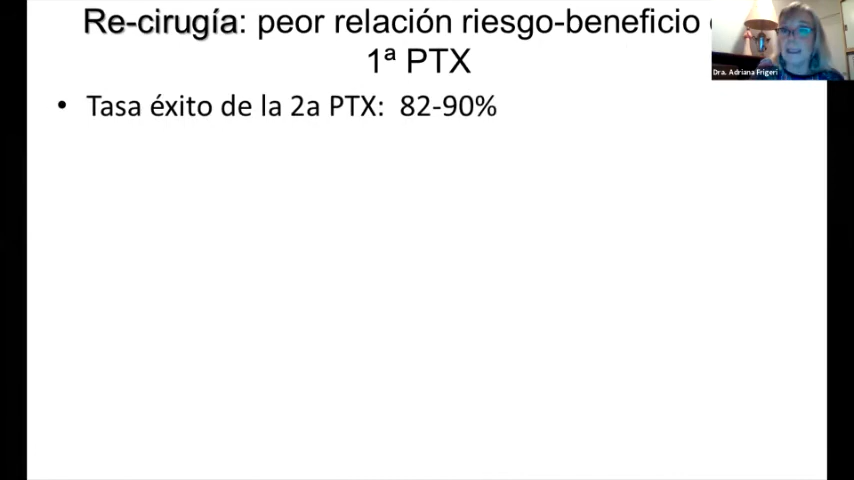 Re-cirugía: peor relación riesgo-beneficio
1ª PTX
• Tasa éxito de la 2a PTX: 82-90%
Dra. Adriana Frigeri